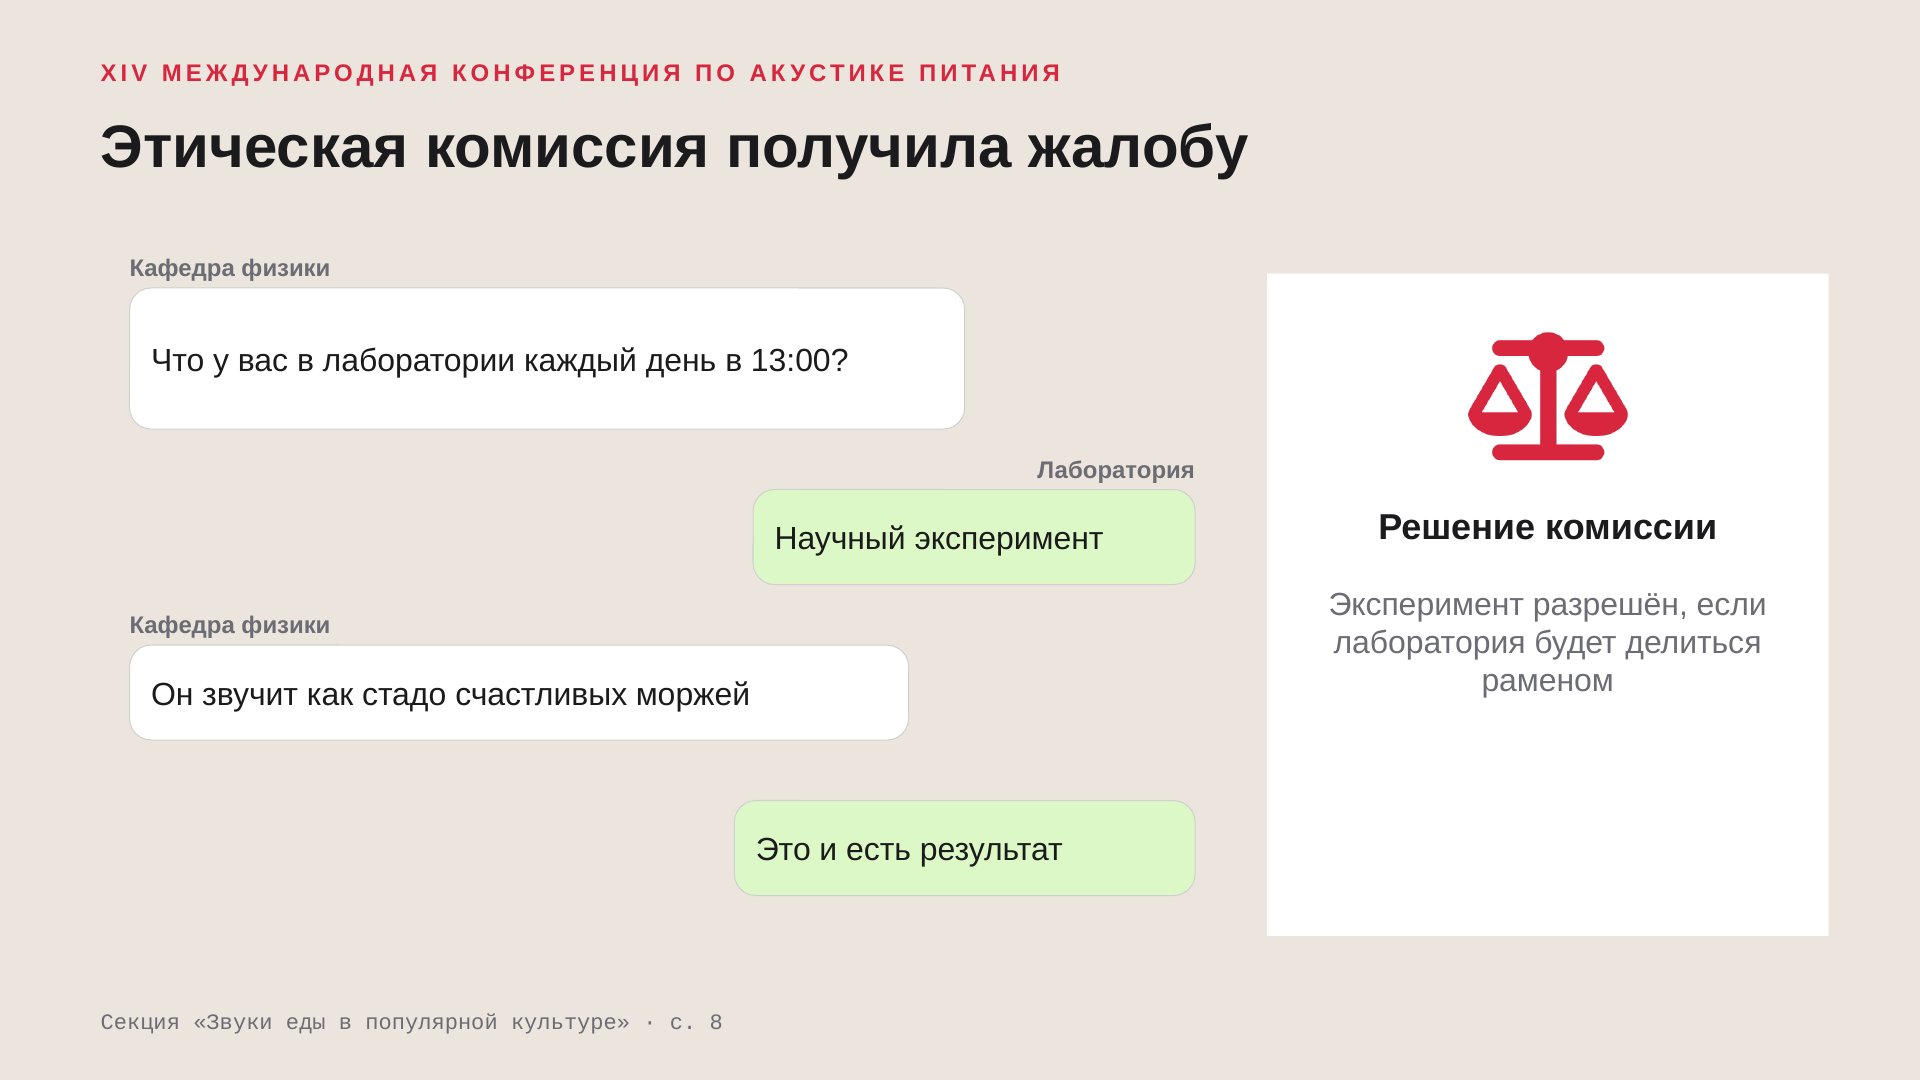 XIV МЕЖДУНАРОДНАЯ КОНФЕРЕНЦИЯ ПО АКУСТИКЕ ПИТАНИЯ
Этическая комиссия получила жалобу
Кафедра физики
Что у вас в лаборатории каждый день в 13:00?
Лаборатория
Научный эксперимент
Кафедра физики
Он звучит как стадо счастливых моржей
Это и есть результат
Решение комиссии
Эксперимент разрешён, если
лаборатория будет делиться
раменом
Секция «Звуки еды в популярной культуре» · с. 8